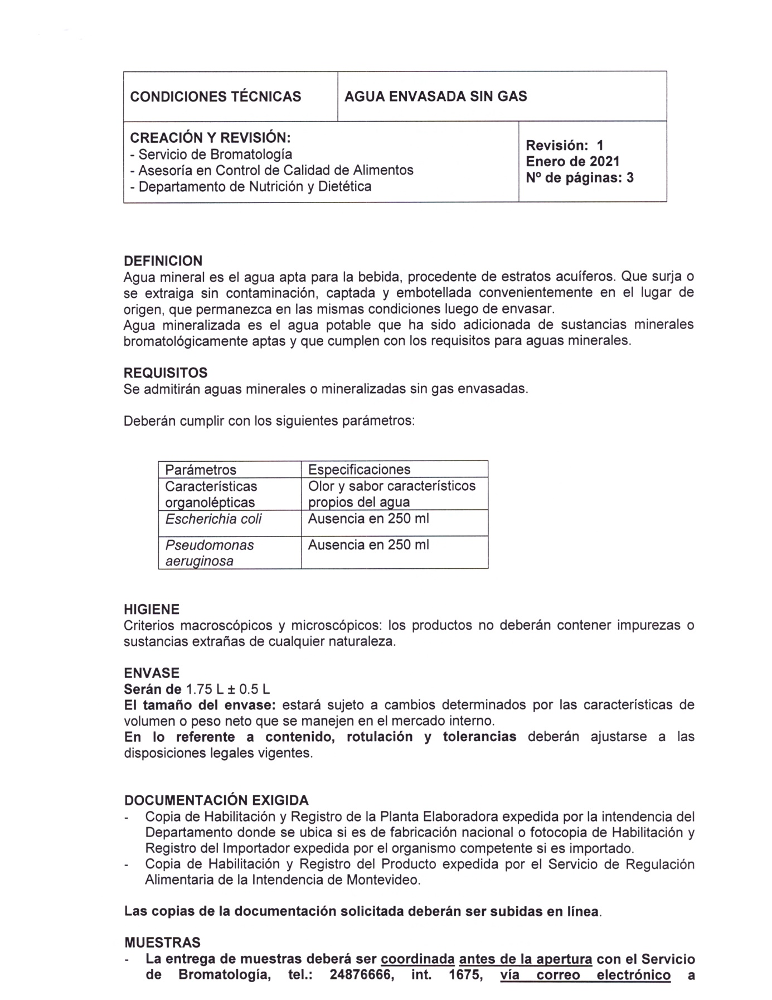 CONDICIONES TÉCNICAS
AGUA ENVASADA SIN GAS
CREACIÓN Y REVISIÓN:
- Servicio de Bromatología
- Asesoría en Control de Calidad de Alimentos
- Departamento de Nutrición y Dietética
Revisión: 1
Enero de 2021
Nº de páginas: 3
DEFINICION
Agua mineral es el agua apta para la bebida, procedente de estratos acuíferos. Que surja o
se extraiga sin contaminación, captada y embotellada convenientemente en el lugar de
origen, que permanezca en las mismas condiciones luego de envasar.
Agua mineralizada es el agua potable que ha sido adicionada de sustancias minerales
bromatológicamente aptas y que cumplen con los requisitos para aguas minerales.
REQUISITOS
Se admitirán aguas minerales o mineralizadas sin gas envasadas.
Deberán cumplir con los siguientes parámetros:
Parámetros
Especificaciones
Características
organolépticas
Olor y sabor característicos
propios del agua
Escherichia coli
Ausencia en 250 ml
Pseudomonas
aeruginosa
Ausencia en 250 ml
HIGIENE
Criterios macroscópicos y microscópicos: los productos no deberán contener impurezas o
sustancias extrañas de cualquier naturaleza.
ENVASE
Serán de 1.75 L ± 0.5 L
El tamaño del envase: estará sujeto a cambios determinados por las características de
volumen o peso neto que se manejen en el mercado interno.
En lo referente a contenido, rotulación y tolerancias deberán ajustarse a las
disposiciones legales vigentes.
DOCUMENTACIÓN EXIGIDA
- Copia de Habilitación y Registro de la Planta Elaboradora expedida por la intendencia del
Departamento donde se ubica si es de fabricación nacional o fotocopia de Habilitación y
Registro del Importador expedida por el organismo competente si es importado.
- Copia de Habilitación y Registro del Producto expedida por el Servicio de Regulación
Alimentaria de la Intendencia de Montevideo.
Las copias de la documentación solicitada deberán ser subidas en línea.
MUESTRAS
- La entrega de muestras deberá ser coordinada antes de la apertura con el Servicio
de Bromatología, tel.: 24876666, int. 1675, vía correo electrónico a